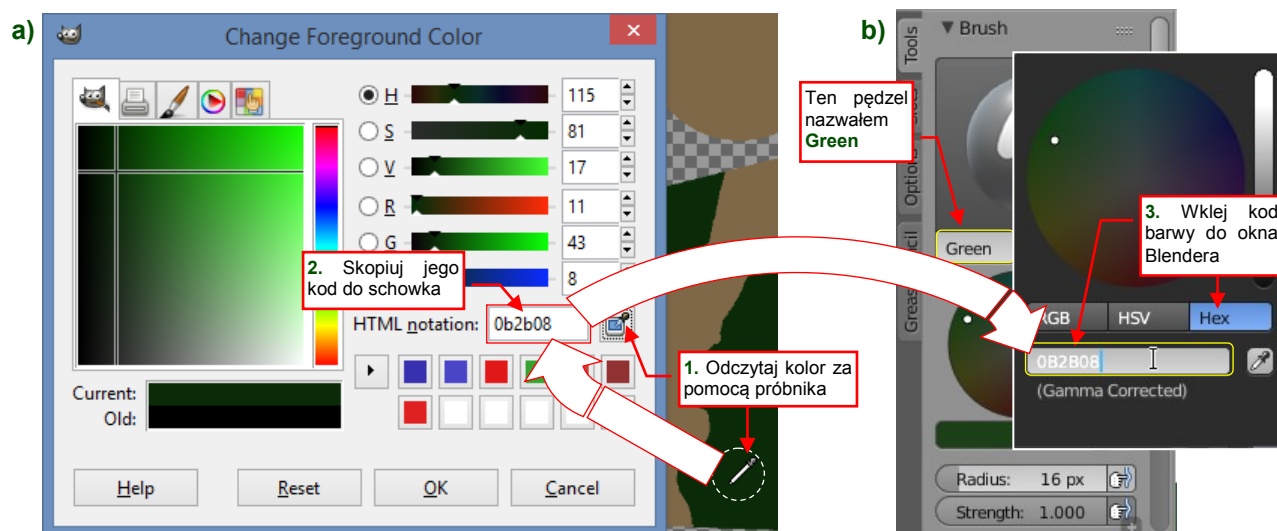 a)
Change Foreground Color
H
115
S
81
V
17
R
11
G
43
8
HTML notation:
0b2b08
Current:
Old:
Help
Reset
OK
Cancel
2. Skopiuj jego
kod do schowka
1. Odczytaj kolor za
pomocą próbnika
b)
Tools
Options
Brush
Ten pędzel
nazwałem
Green
Green
3. Wklej kod
barwy do okna
Blendera
RGB
HSV
Hex
0B2B08
(Gamma Corrected)
Radius: 16 px
Strength: 1.000